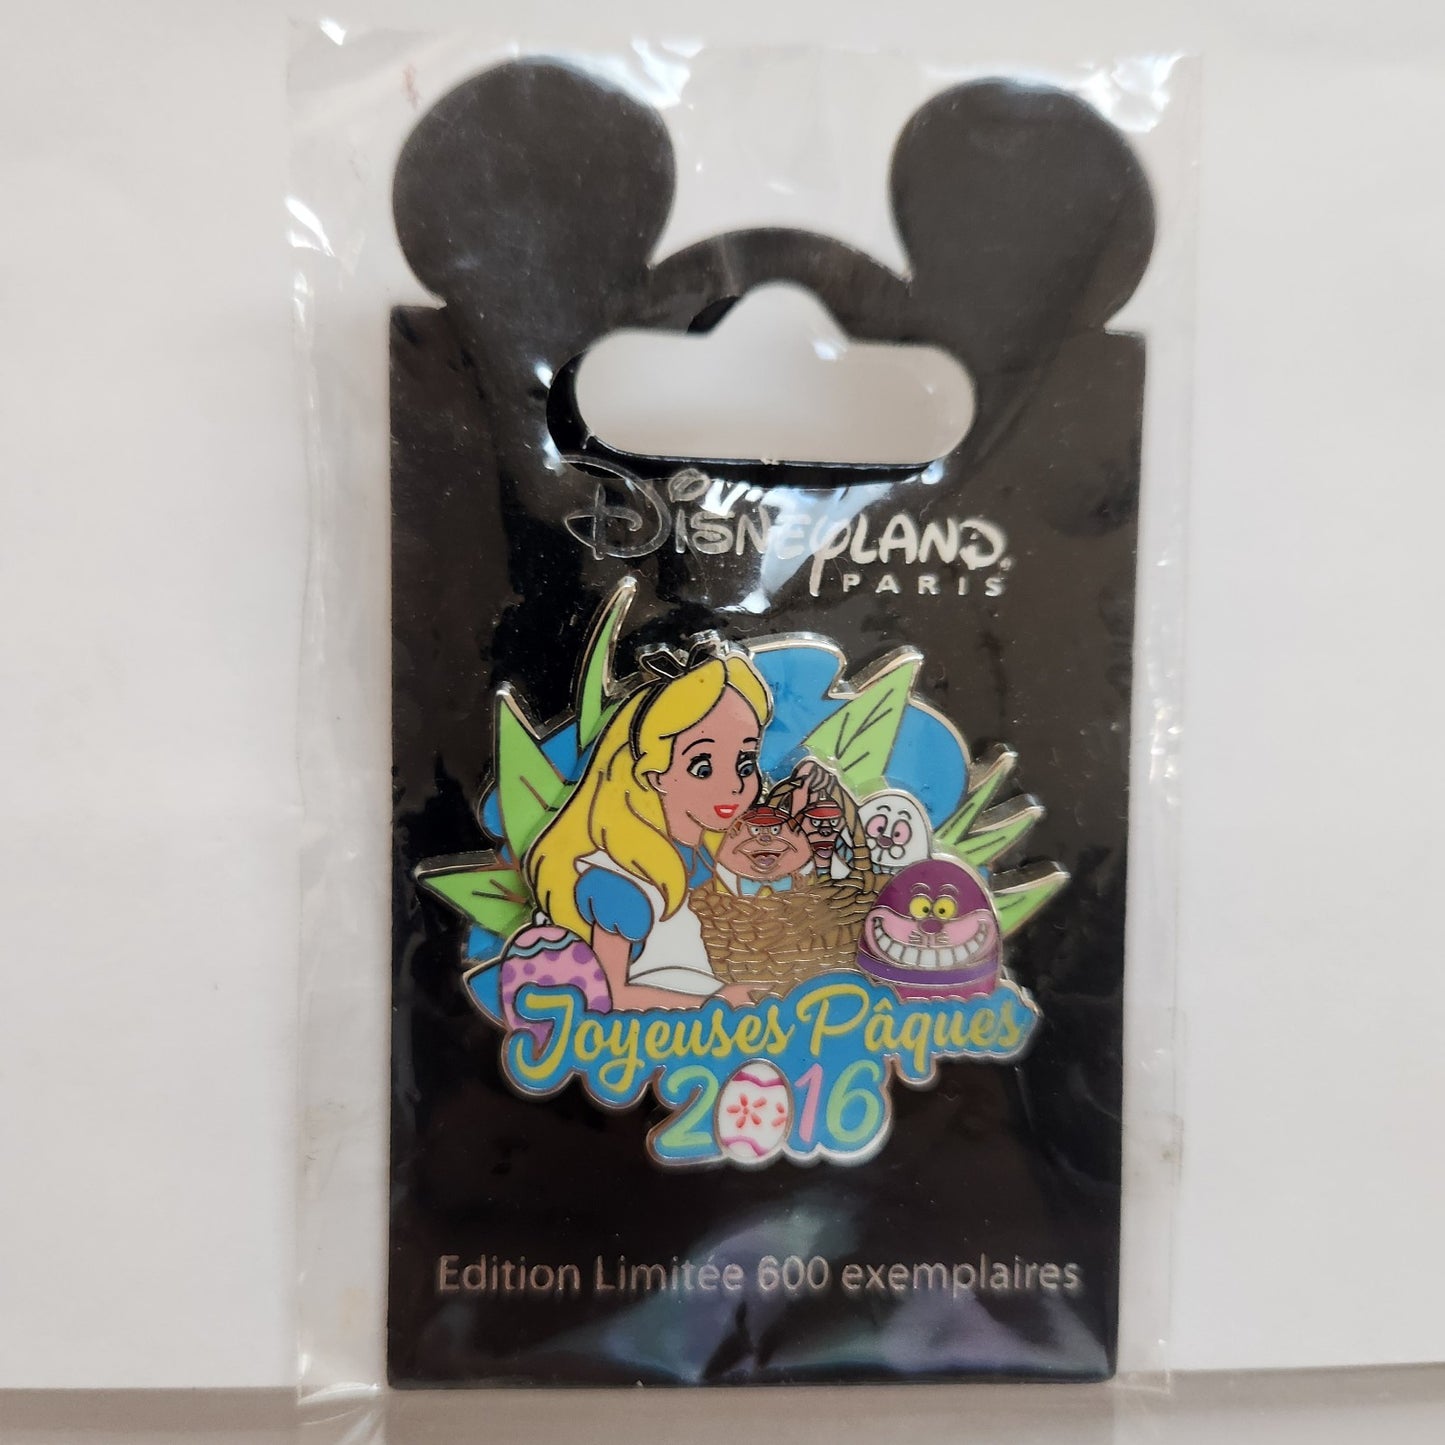 Disneyland
PARIS
Joyeuses Pâques
2016
Edition Limitée 600 exemplaires